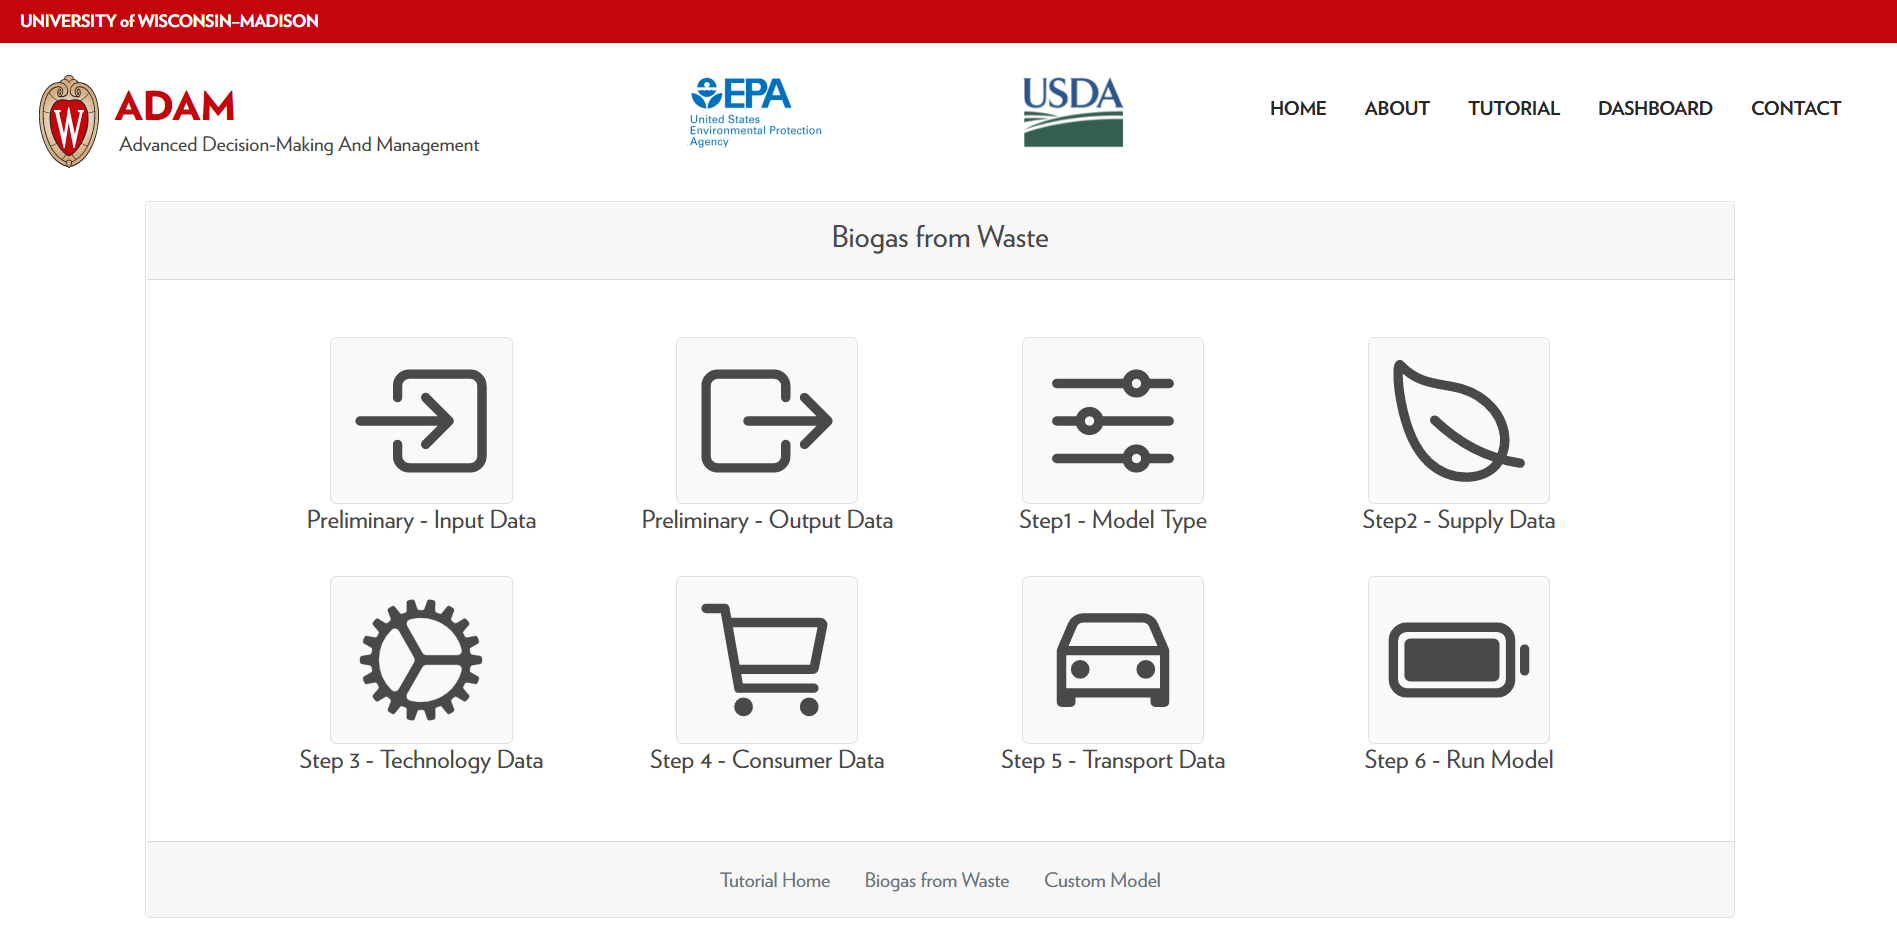 UNIVERSITY of WISCONSIN–MADISON
W
ADAM
Advanced Decision-Making And Management
EPA
United States
Environmental Protection
Agency
USDA
HOME ABOUT TUTORIAL DASHBOARD CONTACT
Biogas from Waste
Preliminary - Input Data
Preliminary - Output Data
Step1 - Model Type
Step2 - Supply Data
Step 3 - Technology Data
Step 4 - Consumer Data
Step 5 - Transport Data
Step 6 - Run Model
Tutorial Home Biogas from Waste Custom Model